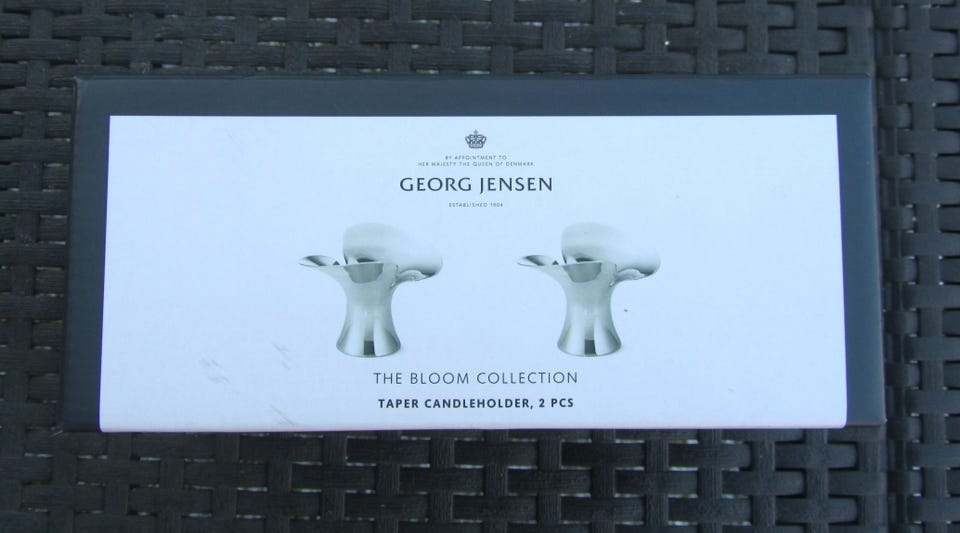 BY APPOINTMENT TO
HER MAJESTY THE QUEEN OF DENMARK
GEORG JENSEN
ESTABLISHED 1904
THE BLOOM COLLECTION
TAPER CANDLEHOLDER, 2 PCS